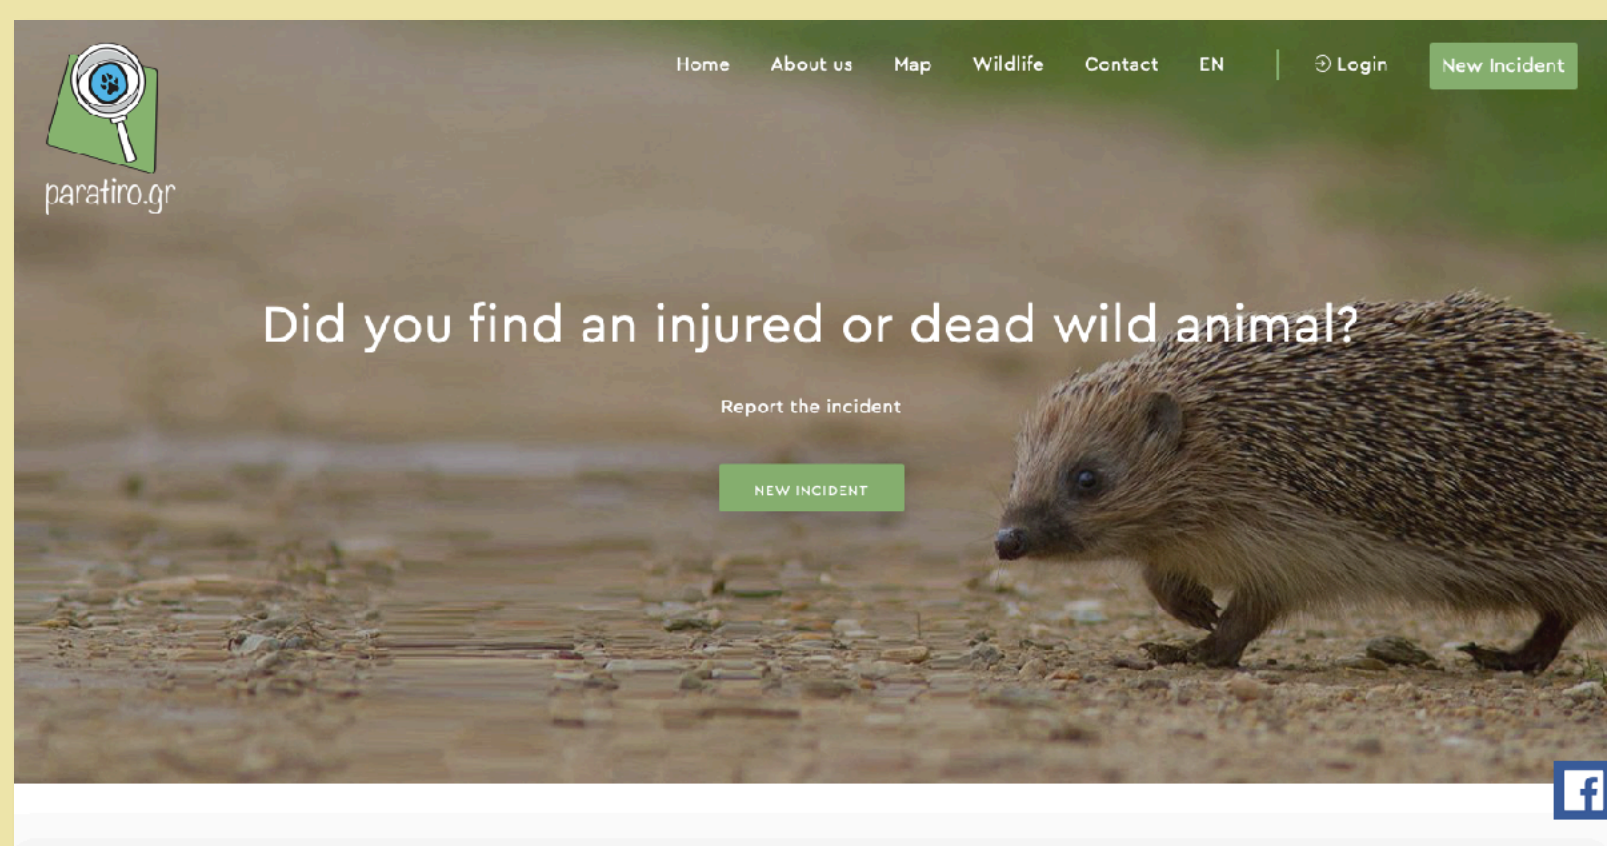 Home About us Map Wildlife Contact EN Login New Incident
paratiro.gr
Did you find an injured or dead wild animal?
Report the incident
NEW INCIDENT